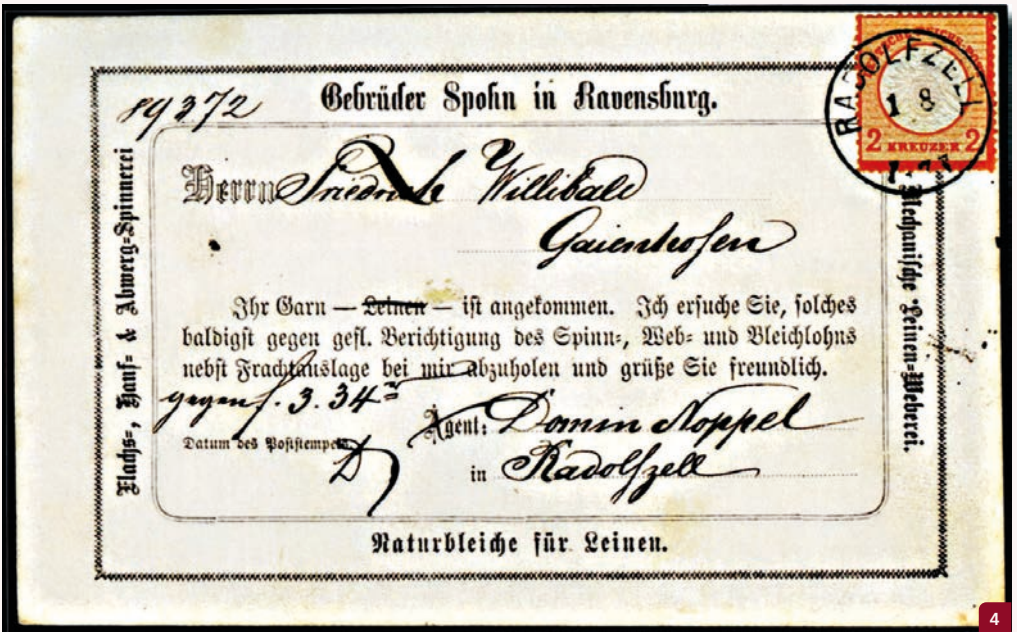 89372
Gebrüder Spohn in Ravensburg.
RADOLFZELL
1 8
2 KREUZER 2
Flachs-, Hanf- & Abwerg-Spinnerei
Mechanische Leinen-Weberei.
Herrn Friedrich Willibald
Gaienhofen
Ihr Garn — Leinen — ist angekommen. Ich ersuche Sie, solches
baldigst gegen gefl. Berichtigung des Spinn-, Web- und Bleichlohns
nebst Frachtauslage bei mir abzuholen und grüße Sie freundlich.
gegen f. 3.34
Agent: Domin Noppel
Datum des Poststempels
in Radolfzell
Naturbleiche für Leinen.
4